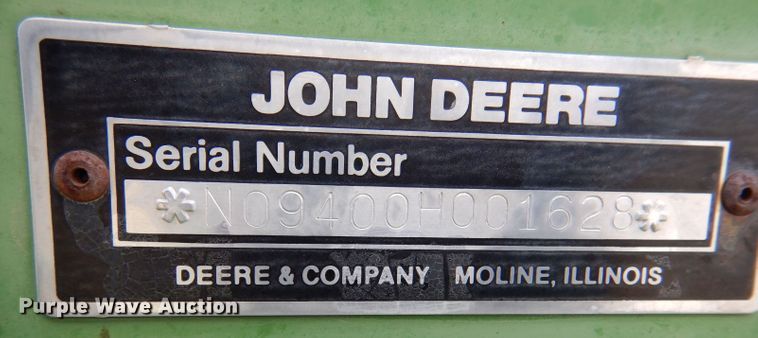 JOHN DEERE
Serial Number
*N09400H001628*
DEERE & COMPANY MOLINE, ILLINOIS
Purple Wave Auction